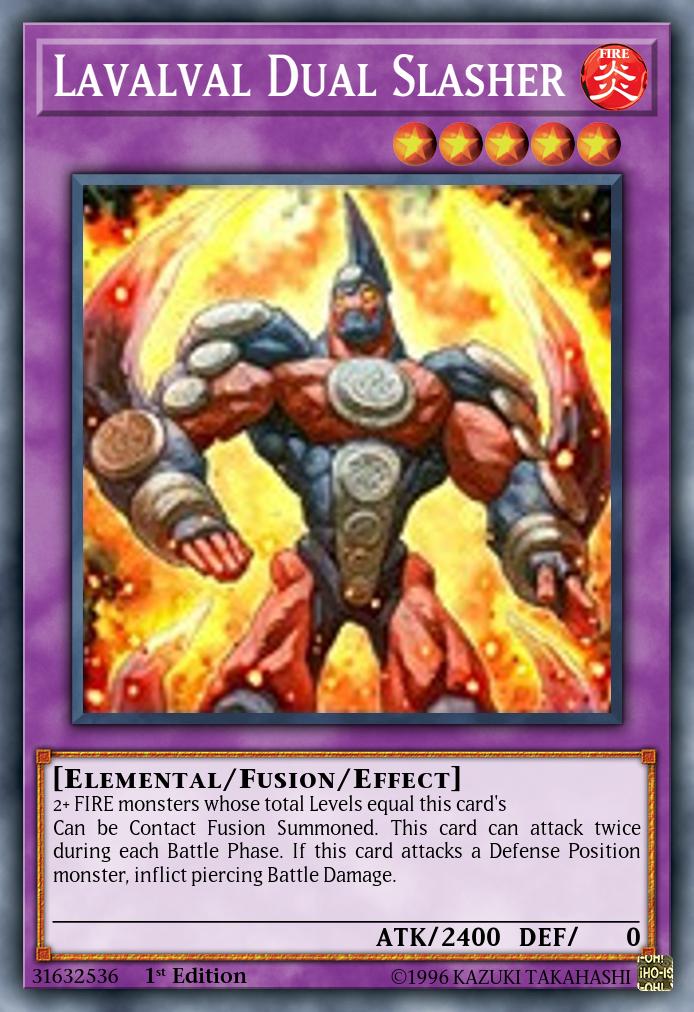 LAVALVAL DUAL SLASHER
FIRE
炎
[ELEMENTAL/FUSION/EFFECT]
2+ FIRE monsters whose total Levels equal this card's
Can be Contact Fusion Summoned. This card can attack twice
during each Battle Phase. If this card attacks a Defense Position
monster, inflict piercing Battle Damage.
ATK/2400 DEF/ 0
31632536 1st Edition ©1996 KAZUKI TAKAHASHI